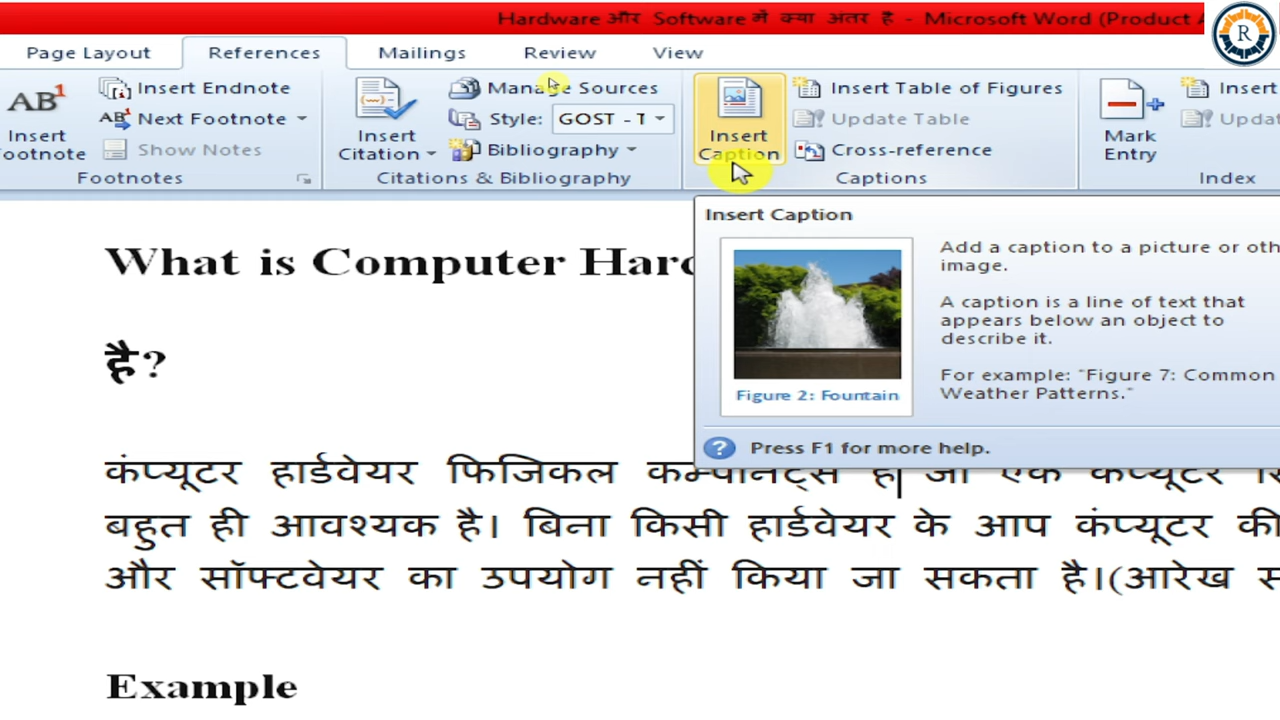 Hardware और Software में क्या अंतर है - Microsoft Word (Product A
R
Page Layout References Mailings Review View
AB1 Insert Endnote Manage Sources Insert Table of Figures Insert
AB1 Next Footnote Style: GOST - T Update Table
Insert Footnote Show Notes Insert Citation Bibliography Insert Caption Cross-reference Mark Entry
Footnotes Citations & Bibliography Captions Index
Insert Caption
Add a caption to a picture or
image.
A caption is a line of text that
appears below an object to
describe it.
For example: "Figure 7: Common
Weather Patterns."
Figure 2: Fountain
Press F1 for more help.
What is Computer
है?
कंप्यूटर हार्डवेयर फिजिकल कम्पोनेंट्स है जो एक कंप्यूटर
बहुत ही आवश्यक है। बिना किसी हार्डवेयर के आप कंप्यूटर की
और सॉफ्टवेयर का उपयोग नहीं किया जा सकता है।(आरेख
Example